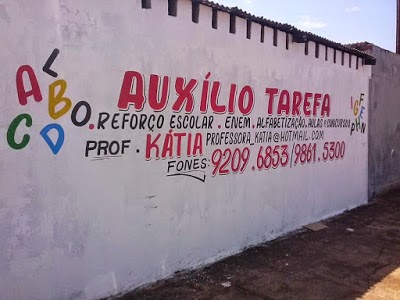 A L
B O
C D
AUXÍLIO TAREFA
.REFORÇO ESCOLAR . ENEM . ALFABETIZAÇÃO . AULAS P/CONCURSOS
PROF. KÁTIA PROFESSORA_KATIA@HOTMAIL.COM
FONES: 9209.6853/9861.5300